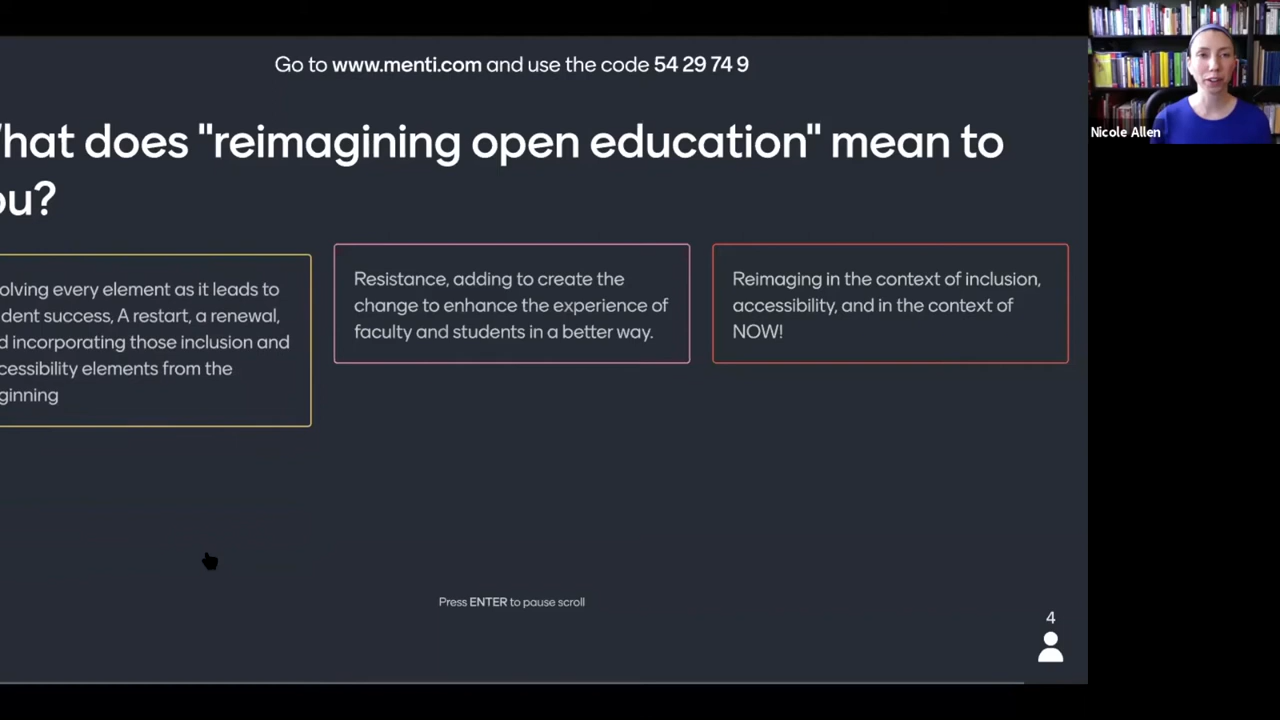 Go to www.menti.com and use the code 54 29 74 9
Nicole Allen
hat does "reimagining open education" mean to
ou?
olving every element as it leads to
dent success, A restart, a renewal,
d incorporating those inclusion and
cessibility elements from the
ginning
Resistance, adding to create the
change to enhance the experience of
faculty and students in a better way.
Reimaging in the context of inclusion,
accessibility, and in the context of
NOW!
Press ENTER to pause scroll
4